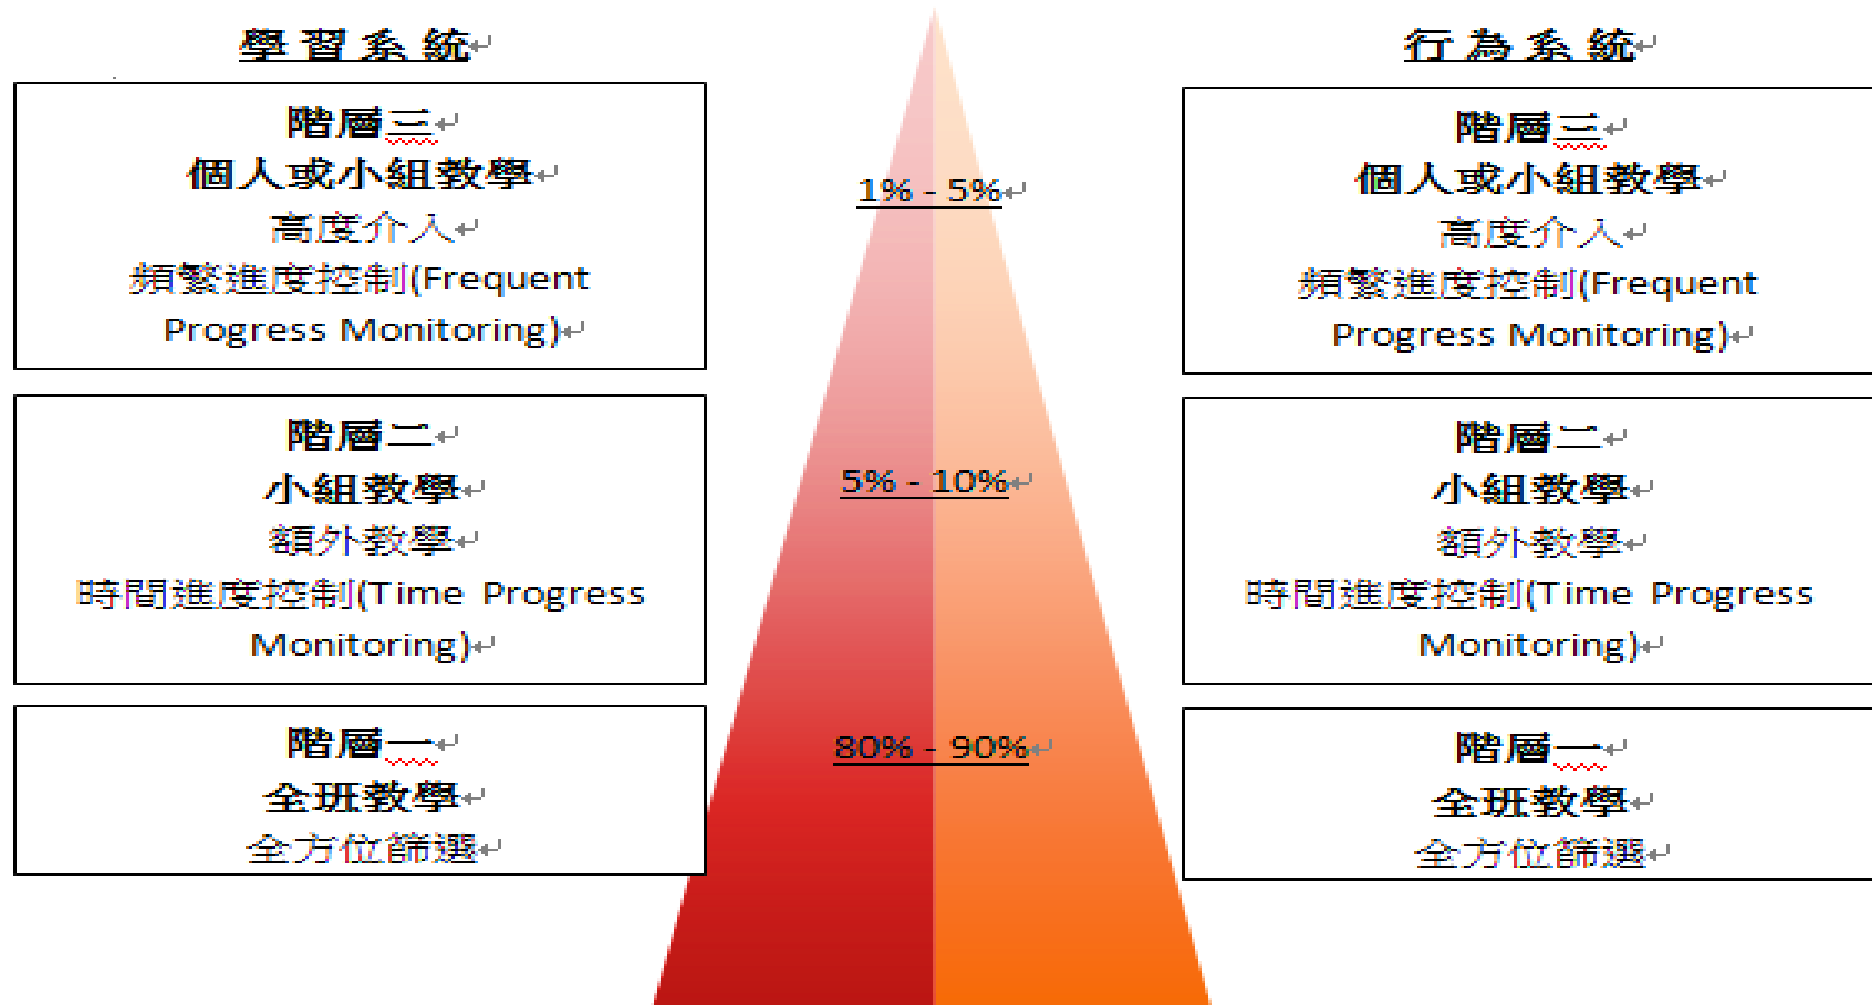 學習系統
階層三
個人或小組教學
高度介入
頻繁進度控制(Frequent
Progress Monitoring)
階層二
小組教學
額外教學
時間進度控制(Time Progress
Monitoring)
階層一
全班教學
全方位篩選
1% - 5%
5% - 10%
80% - 90%
行為系統
階層三
個人或小組教學
高度介入
頻繁進度控制(Frequent
Progress Monitoring)
階層二
小組教學
額外教學
時間進度控制(Time Progress
Monitoring)
階層一
全班教學
全方位篩選